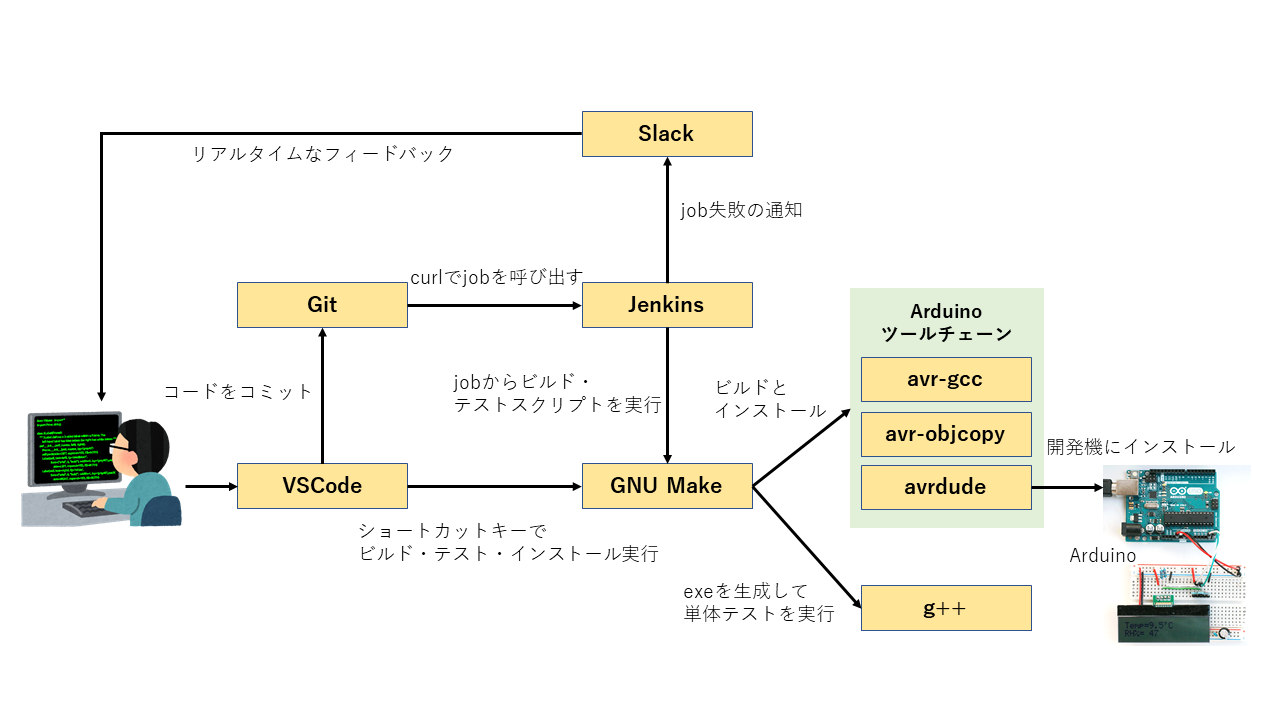 Slack
リアルタイムなフィードバック
job失敗の通知
curlでjobを呼び出す
Git
Jenkins
Arduino
ツールチェーン
avr-gcc
avr-objcopy
avrdude
コードをコミット
jobからビルド・
テストスクリプトを実行
ビルドと
インストール
開発機にインストール
VSCode
GNU Make
ショートカットキーで
ビルド・テスト・インストール実行
Arduino
exeを生成して
単体テストを実行
g++
Temp=9.5°C